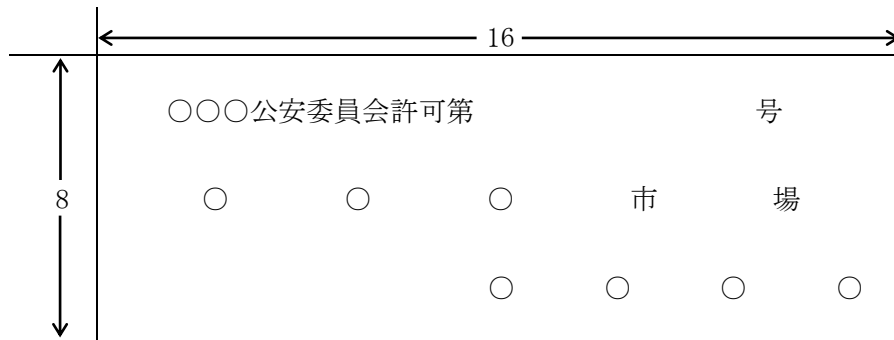 16
○○○公安委員会許可第　　　　　　　号
8
○　○　○　市　場
○　○　○　○